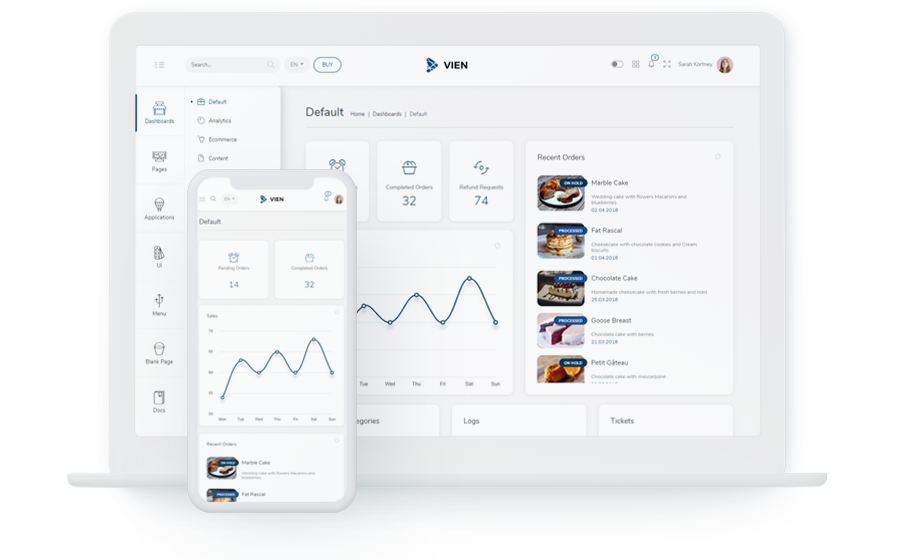 Search...
EN
BUY
VIEN
2
Sarah Kortney
Dashboards
Pages
Applications
UI
Menu
Blank Page
Docs
Default
Analytics
Ecommerce
Content
Default
Home | Dashboards | Default
Completed Orders
32
Refund Requests
74
Tue Wed Thu Fri Sat Sun
Recent Orders
ON HOLD
Marble Cake
Wedding cake with flowers Macarons and
blueberries
02.04.2018
PROCESSED
Fat Rascal
Cheesecake with chocolate cookies and Cream
biscuits
01.04.2018
PROCESSED
Chocolate Cake
Homemade cheesecake with fresh berries and mint
25.03.2018
PROCESSED
Goose Breast
Chocolate cake with berries
21.03.2018
ON HOLD
Petit Gâteau
Chocolate cake with mascarpone
egories
Logs
Tickets
EN
VIEN
Default
Pending Orders
14
Completed Orders
32
Sales
Mon Tue Wed Thu Fri Sat Sun
Recent Orders
ON HOLD
Marble Cake
Wedding cake with flowers Macarons and
blueberries
PROCESSED
Fat Rascal